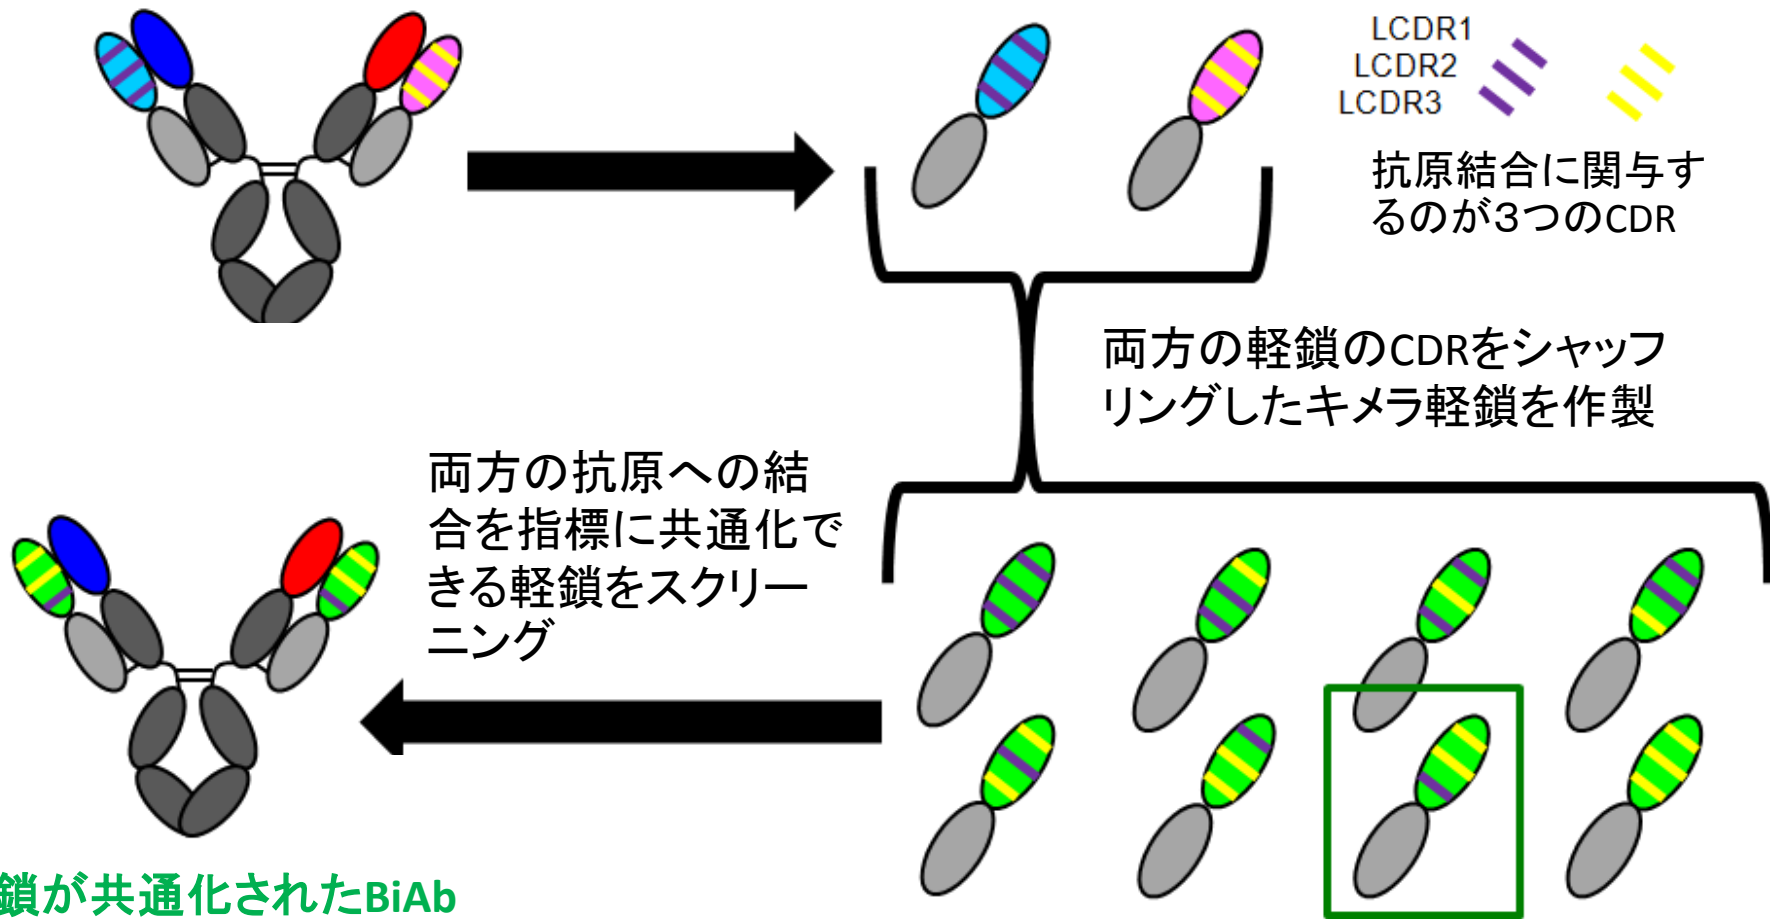 LCDR1
LCDR2
LCDR3
抗原結合に関与す
るのが３つのCDR
両方の軽鎖のCDRをシャッフ
リングしたキメラ軽鎖を作製
両方の抗原への結
合を指標に共通化で
きる軽鎖をスクリー
ニング
鎖が共通化されたBiAb